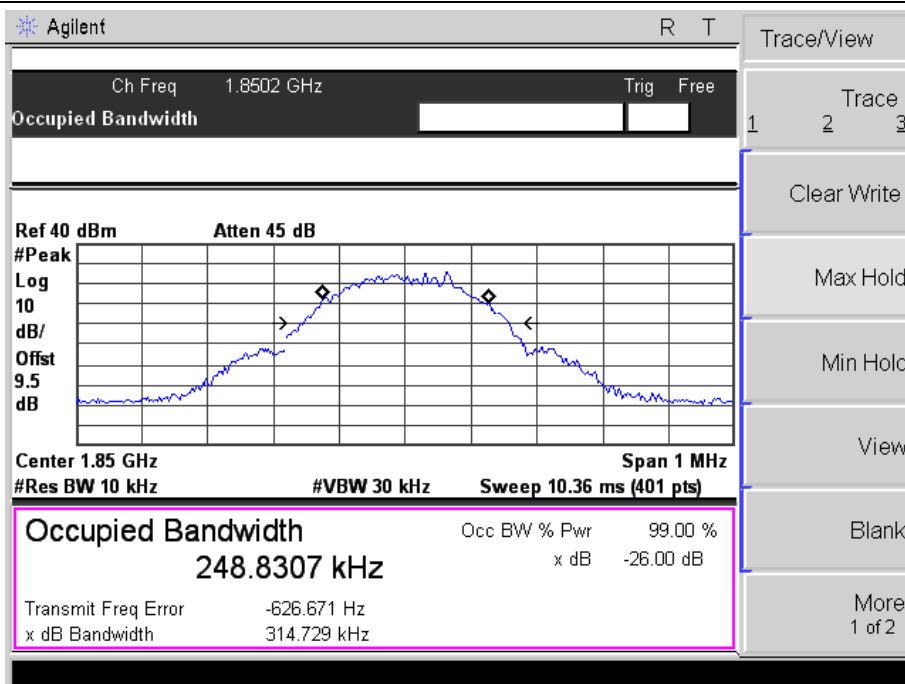 Agilent R T
Trace/View
Ch Freq 1.8502 GHz Trig Free
Occupied Bandwidth
Trace
1 2 3
Clear Write
Max Hold
Min Hold
View
Blank
More
1 of 2
Ref 40 dBm Atten 45 dB
#Peak
Log
10
dB/
Offst
9.5
dB
Center 1.85 GHz Span 1 MHz
#Res BW 10 kHz #VBW 30 kHz Sweep 10.36 ms (401 pts)
Occupied Bandwidth Occ BW % Pwr 99.00 %
248.8307 kHz x dB -26.00 dB
Transmit Freq Error -626.671 Hz
x dB Bandwidth 314.729 kHz